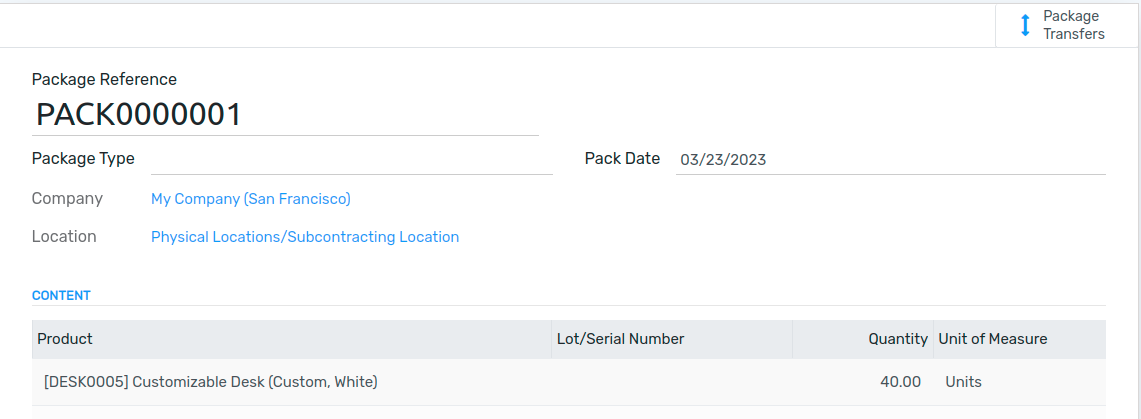 Package
Transfers
Package Reference
PACK0000001
Package Type
Pack Date 03/23/2023
Company My Company (San Francisco)
Location Physical Locations/Subcontracting Location
CONTENT
Product Lot/Serial Number Quantity Unit of Measure
[DESK0005] Customizable Desk (Custom, White) 40.00 Units